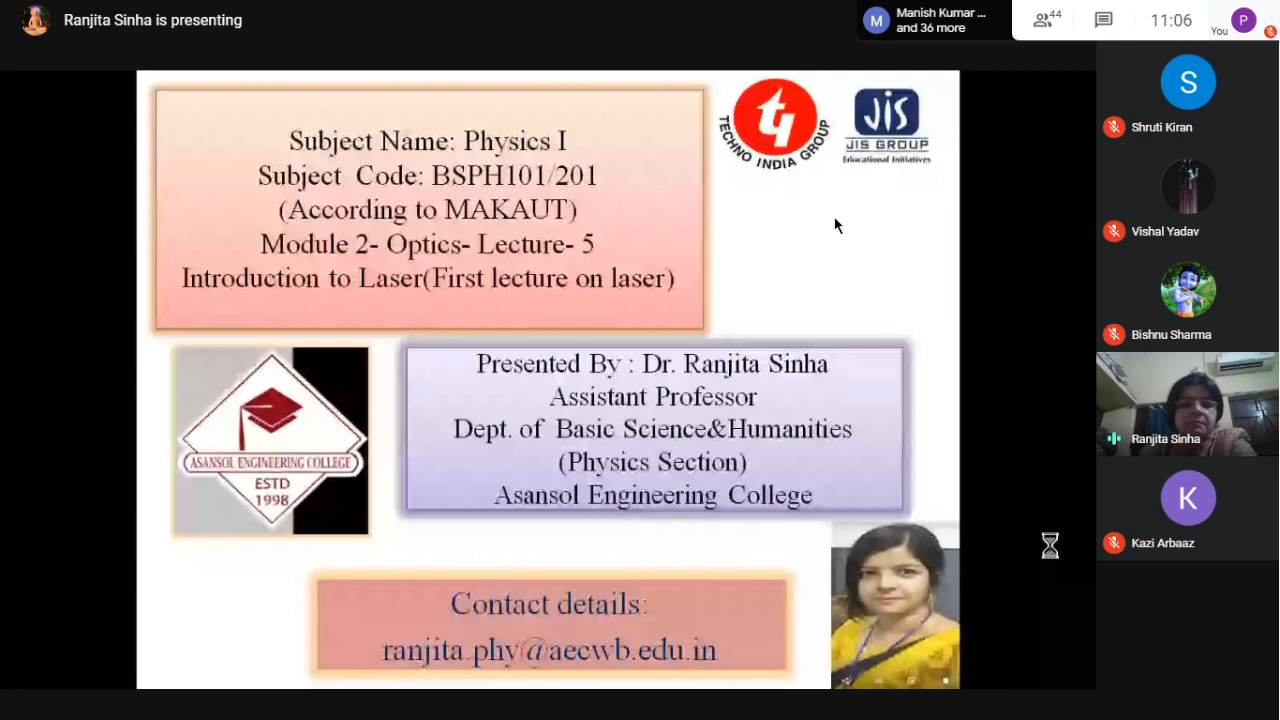 Ranjita Sinha is presenting
M
Manish Kumar ...
and 36 more
44
11:06
You
P
Subject Name: Physics I
Subject Code: BSPH101/201
(According to MAKAUT)
Module 2- Optics- Lecture- 5
Introduction to Laser(First lecture on laser)
TECHNO INDIA GROUP
JIS
JIS GROUP
Educational Initiatives
ASANSOL ENGINEERING COLLEGE
ESTD
1998
Presented By : Dr. Ranjita Sinha
Assistant Professor
Dept. of Basic Science&Humanities
(Physics Section)
Asansol Engineering College
Contact details:
ranjita.phy@aecwb.edu.in
S
Shruti Kiran
Vishal Yadav
Bishnu Sharma
Ranjita Sinha
K
Kazi Arbaaz